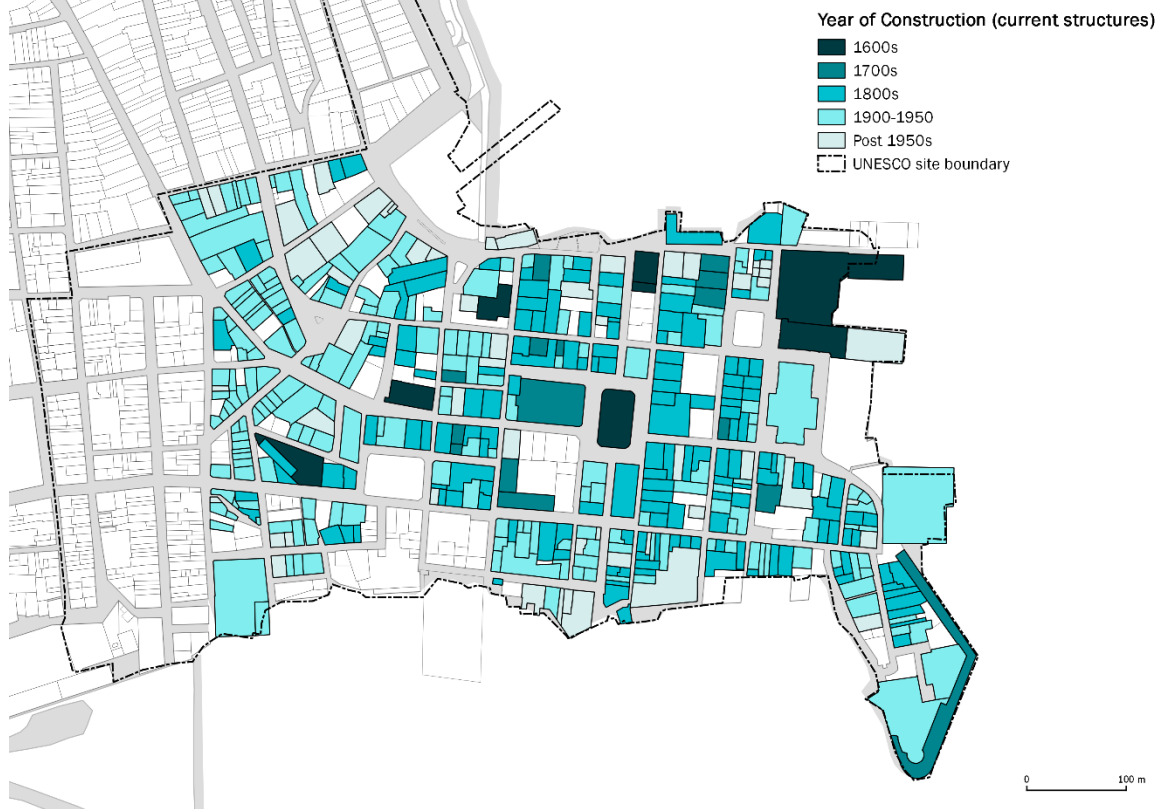 Year of Construction (current structures)
1600s
1700s
1800s
1900-1950
Post 1950s
UNESCO site boundary
0 100 m